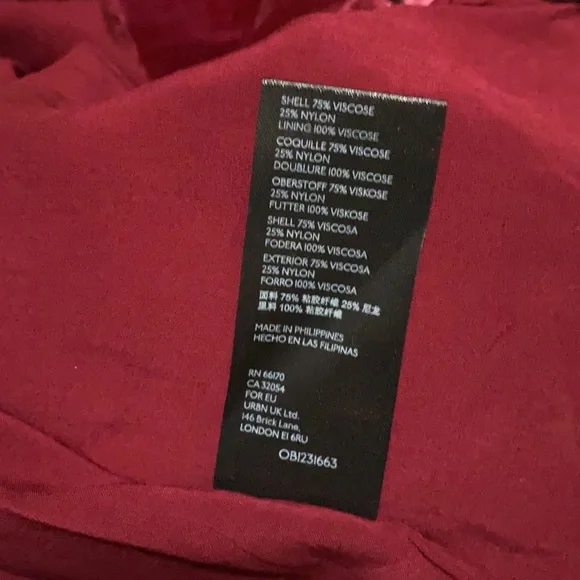 SHELL 75% VISCOSE
25% NYLON
LINING 100% VISCOSE
COQUILLE 75% VISCOSE
25% NYLON
DOUBLURE 100% VISCOSE
OBERSTOFF 75% VISKOSE
25% NYLON
FUTTER 100% VISKOSE
SHELL 75% VISCOSA
25% NYLON
FODERA 100% VISCOSA
EXTERIOR 75% VISCOSA
25% NYLON
FORRO 100% VISCOSA
面料 75% 粘胶纤维 25% 尼龙
里料 100% 粘胶纤维
MADE IN PHILIPPINES
HECHO EN LAS FILIPINAS
RN 66170
CA 32054
FOR EU
URBN UK Ltd.
146 Brick Lane,
LONDON E1 6RU
OB1231663